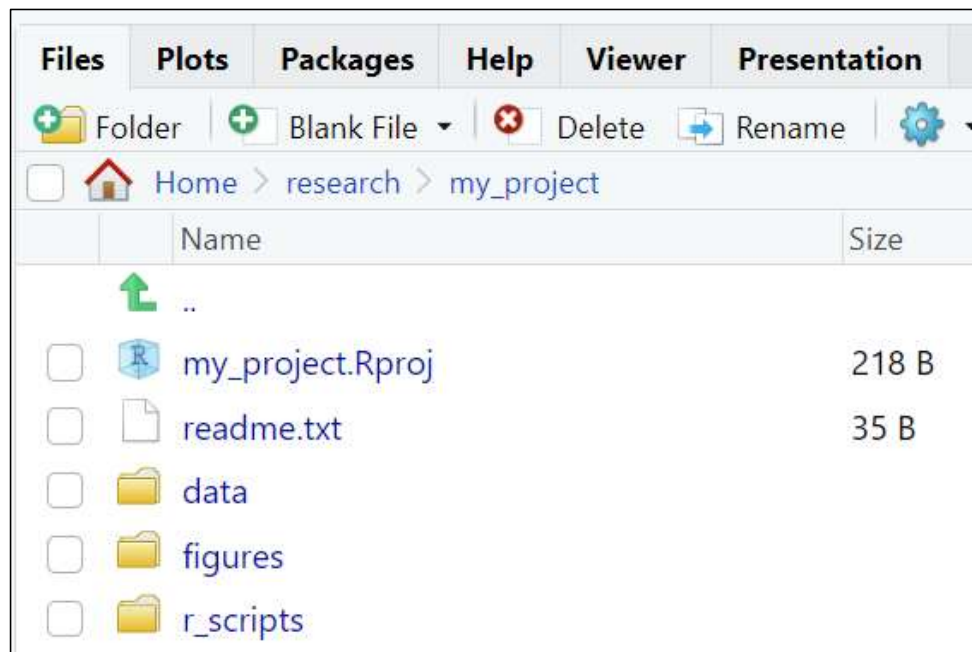 Files Plots Packages Help Viewer Presentation
Folder Blank File Delete Rename
Home > research > my_project
Name Size
..
my_project.Rproj 218 B
readme.txt 35 B
data
figures
r_scripts